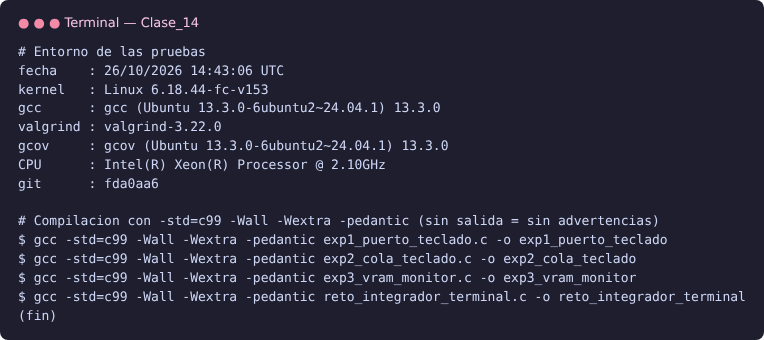 Terminal — Clase_14
# Entorno de las pruebas
fecha    : 26/10/2026 14:43:06 UTC
kernel   : Linux 6.18.44-fc-v153
gcc      : gcc (Ubuntu 13.3.0-6ubuntu2~24.04.1) 13.3.0
valgrind : valgrind-3.22.0
gcov     : gcov (Ubuntu 13.3.0-6ubuntu2~24.04.1) 13.3.0
CPU      : Intel(R) Xeon(R) Processor @ 2.10GHz
git      : fda0aa6
# Compilacion con -std=c99 -Wall -Wextra -pedantic (sin salida = sin advertencias)
$ gcc -std=c99 -Wall -Wextra -pedantic exp1_puerto_teclado.c -o exp1_puerto_teclado
$ gcc -std=c99 -Wall -Wextra -pedantic exp2_cola_teclado.c -o exp2_cola_teclado
$ gcc -std=c99 -Wall -Wextra -pedantic exp3_vram_monitor.c -o exp3_vram_monitor
$ gcc -std=c99 -Wall -Wextra -pedantic reto_integrador_terminal.c -o reto_integrador_terminal
(fin)